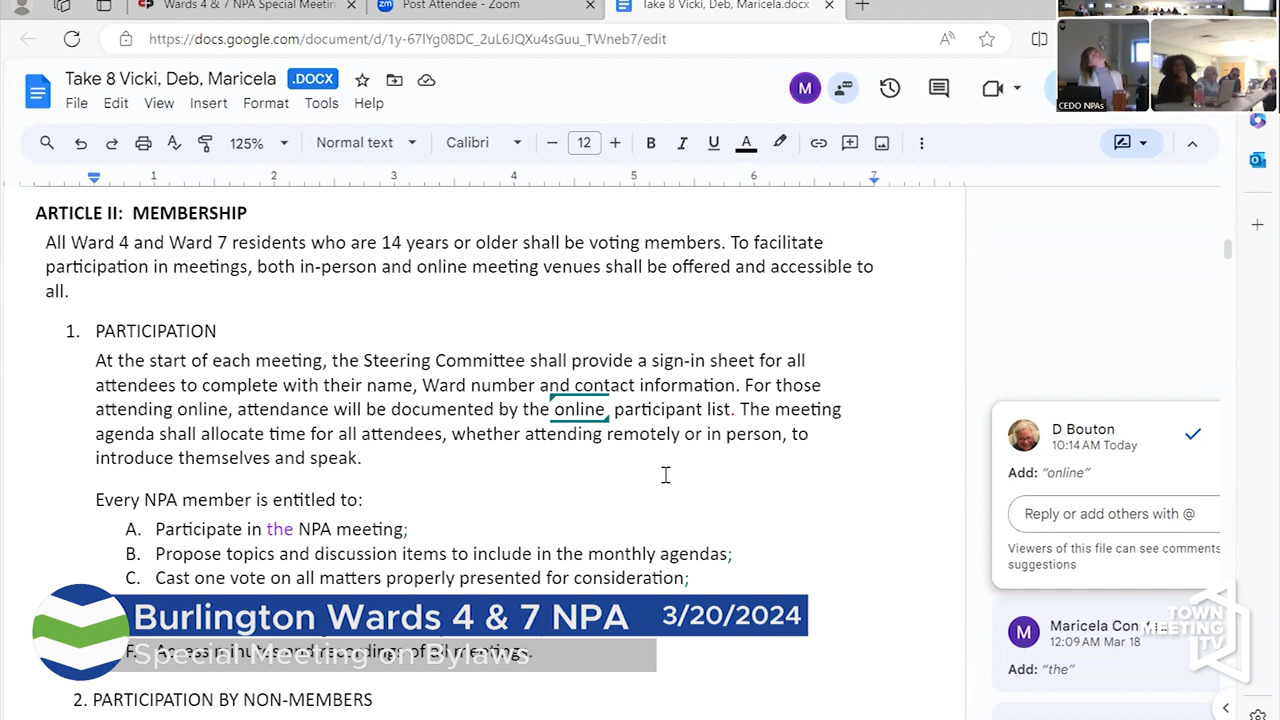 Wards 4 & 7 NPA Special Meetin
Post Attendee - Zoom
Take 8 Vicki, Deb, Maricela.docx
https://docs.google.com/document/d/1y-67IYg08DC_2uL6JQXu4sGuu_TWneb7/edit
Take 8 Vicki, Deb, Maricela .DOCX
File Edit View Insert Format Tools Help
M
CEDO NPAs
125% Normal text Calibri 12 B I U A
1 2 3 4 5 6 7
ARTICLE II: MEMBERSHIP
All Ward 4 and Ward 7 residents who are 14 years or older shall be voting members. To facilitate
participation in meetings, both in-person and online meeting venues shall be offered and accessible to
all.
1. PARTICIPATION
At the start of each meeting, the Steering Committee shall provide a sign-in sheet for all
attendees to complete with their name, Ward number and contact information. For those
attending online, attendance will be documented by the online participant list. The meeting
agenda shall allocate time for all attendees, whether attending remotely or in person, to
introduce themselves and speak.
Every NPA member is entitled to:
A. Participate in the NPA meeting;
B. Propose topics and discussion items to include in the monthly agendas;
C. Cast one vote on all matters properly presented for consideration;
Burlington Wards 4 & 7 NPA 3/20/2024
Special Meeting on Bylaws
2. PARTICIPATION BY NON-MEMBERS
D Bouton
10:14 AM Today
Add: “online”
Reply or add others with @
Viewers of this file can see comments
suggestions
M
Maricela Con
12:09 AM Mar 18
Add: “the”
TOWN
MEETING
TV